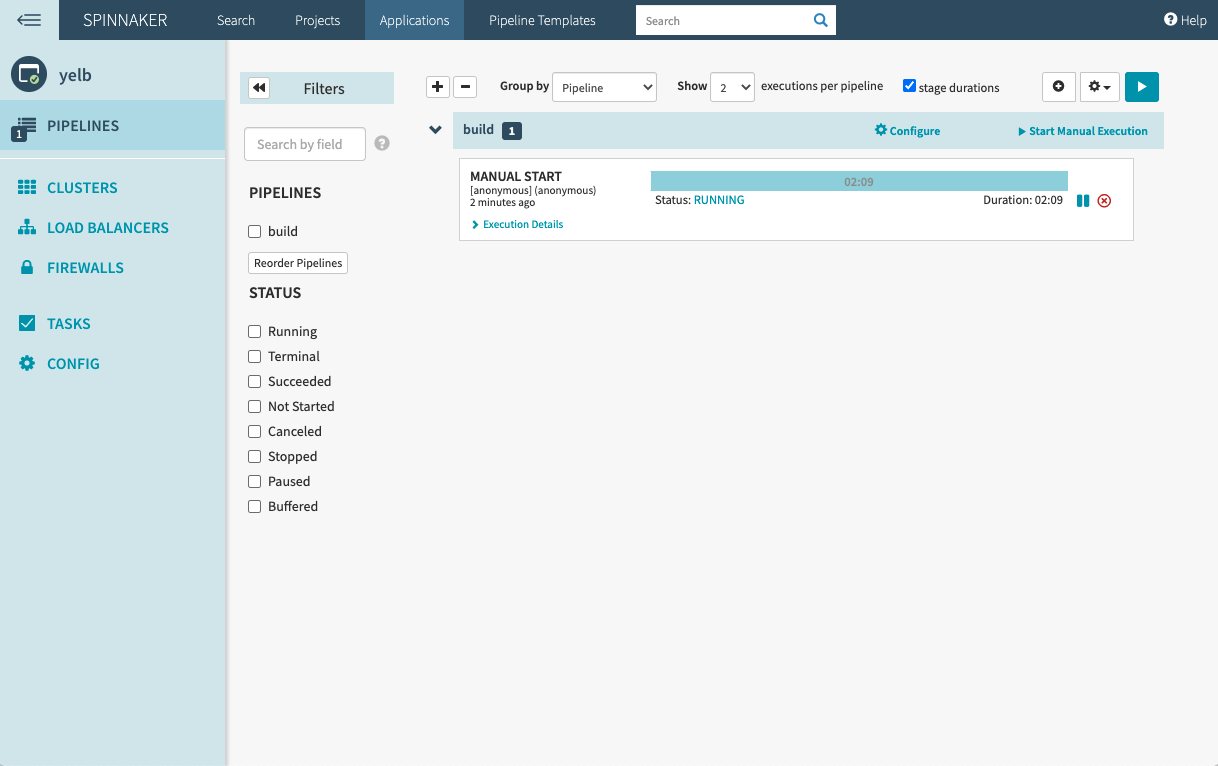 SPINNAKER Search Projects Applications Pipeline Templates Search Help
yelb
PIPELINES
1
CLUSTERS
LOAD BALANCERS
FIREWALLS
TASKS
CONFIG
Filters
Search by field
PIPELINES
build
Reorder Pipelines
STATUS
Running
Terminal
Succeeded
Not Started
Canceled
Stopped
Paused
Buffered
Group by Pipeline Show 2 executions per pipeline stage durations
build 1 Configure Start Manual Execution
MANUAL START
[anonymous] (anonymous)
2 minutes ago
Execution Details
02:09
Status: RUNNING Duration: 02:09